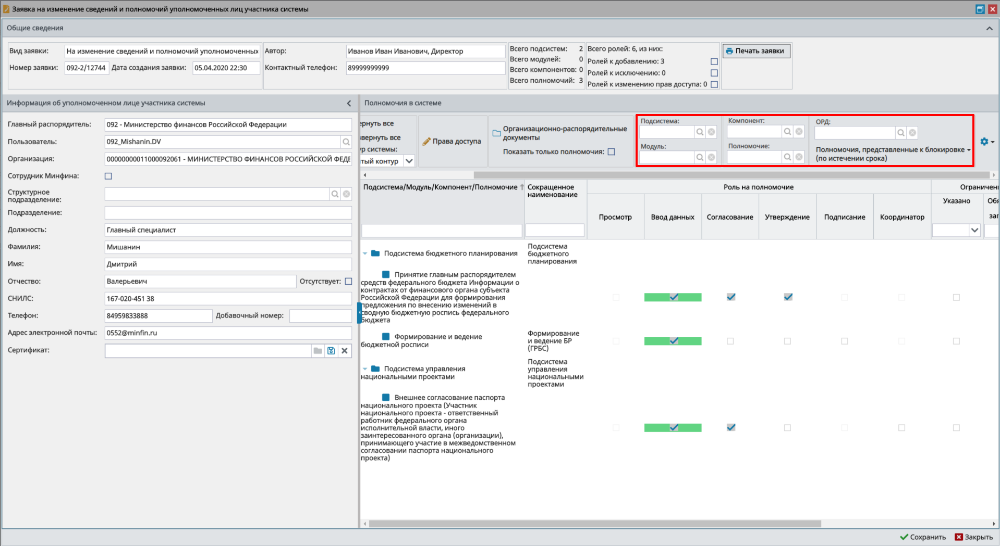 Заявка на изменение сведений и полномочий уполномоченных лиц участника системы
Общие сведения
Вид заявки:
На изменение сведений и полномочий уполномоченных
Номер заявки:
092-2/12744
Дата создания заявки:
05.04.2020 22:30
Автор:
Иванов Иван Иванович, Директор
Контактный телефон:
89999999999
Всего подсистем: 2
Всего модулей: 0
Всего компонентов: 0
Всего полномочий: 3
Всего ролей: 6, из них:
Ролей к добавлению: 3
Ролей к исключению: 0
Ролей к изменению прав доступа: 0
Печать заявки
Информация об уполномоченном лице участника системы
Главный распорядитель:
092 - Министерство финансов Российской Федерации
Пользователь:
092_Mishanin.DV
Организация:
00000000011000092061 - МИНИСТЕРСТВО ФИНАНСОВ РОССИЙСКОЙ ФЕДЕ
Сотрудник Минфина:
Структурное
подразделение:
Подразделение:
Должность:
Главный специалист
Фамилия:
Мишанин
Имя:
Дмитрий
Отчество:
Валерьевич
Отсутствует:
СНИЛС:
167-020-451 38
Телефон:
84959833888
Добавочный номер:
Адрес электронной почты:
0552@minfin.ru
Сертификат:
Полномочия в системе
ернуть все
звернуть все
ур системы:
тый контур
Права доступа
Организационно-распорядительные
документы
Показать только полномочия:
Подсистема:
Модуль:
Компонент:
Полномочие:
ОРД:
Полномочия, представленные к блокировке
(по истечении срока)
Подсистема/Модуль/Компонент/Полномочие
Сокращенное
наименование
Роль на полномочие
Просмотр
Ввод данных
Согласование
Утверждение
Подписание
Координатор
Ограничени
Указано
Обя
заг
Подсистема бюджетного планирования
Подсистема
бюджетного
планирования
Принятие главным распорядителем
средств федерального бюджета Информации о
контрактах от финансового органа субъекта
Российской Федерации для формирования
предложения по внесению изменений в
сводную бюджетную роспись федерального
бюджета
Формирование и ведение
бюджетной росписи
Формирование
и ведение БР
(ГРБС)
Подсистема управления
национальными проектами
Подсистема
управления
национальными
проектами
Внешнее согласование паспорта
национального проекта (Участник
национального проекта - ответственный
работник федерального органа
исполнительной власти, иного
заинтересованного органа (организации),
принимающего участие в межведомственном
согласовании паспорта национального
проекта)
Сохранить
Закрыть